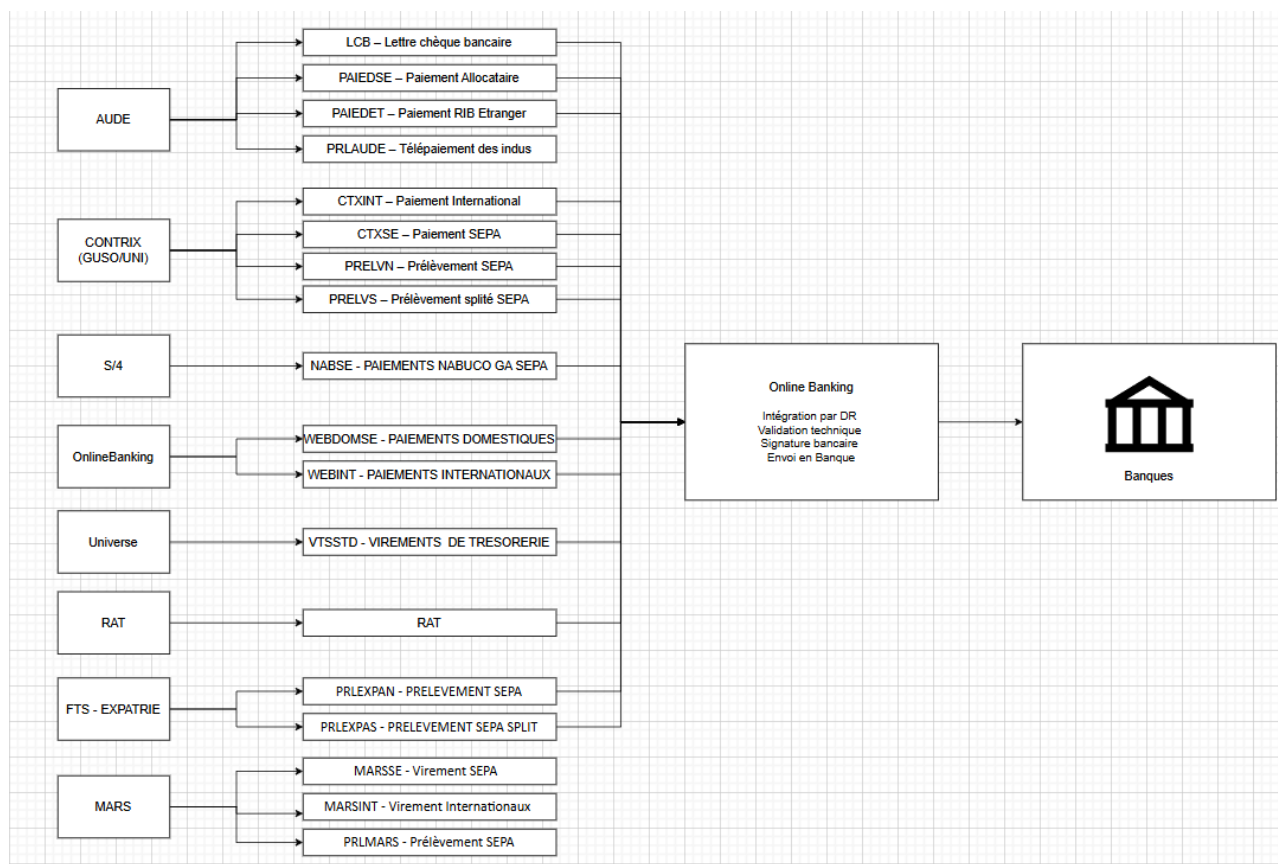 AUDE
LCB – Lettre chèque bancaire
PAIEDSE – Paiement Allocataire
PAIEDET – Paiement RIB Etranger
PRLAUDE – Télépaiement des indus
CONTRIX
(GUSO/UNI)
CTXINT – Paiement International
CTXSE – Paiement SEPA
PRELVN – Prélèvement SEPA
PRELVS – Prélèvement splité SEPA
S/4
NABSE - PAIEMENTS NABUCO GA SEPA
OnlineBanking
WEBDOMSE - PAIEMENTS DOMESTIQUES
WEBINT - PAIEMENTS INTERNATIONAUX
Universe
VTSSTD - VIREMENTS DE TRESORERIE
RAT
RAT
FTS - EXPATRIE
PRLEXPAN - PRELEVEMENT SEPA
PRLEXPAS - PRELEVEMENT SEPA SPLIT
MARS
MARSSE - Virement SEPA
MARSINT - Virement Internationaux
PRLMARS - Prélèvement SEPA
Online Banking
Intégration par DR
Validation technique
Signature bancaire
Envoi en Banque
Banques